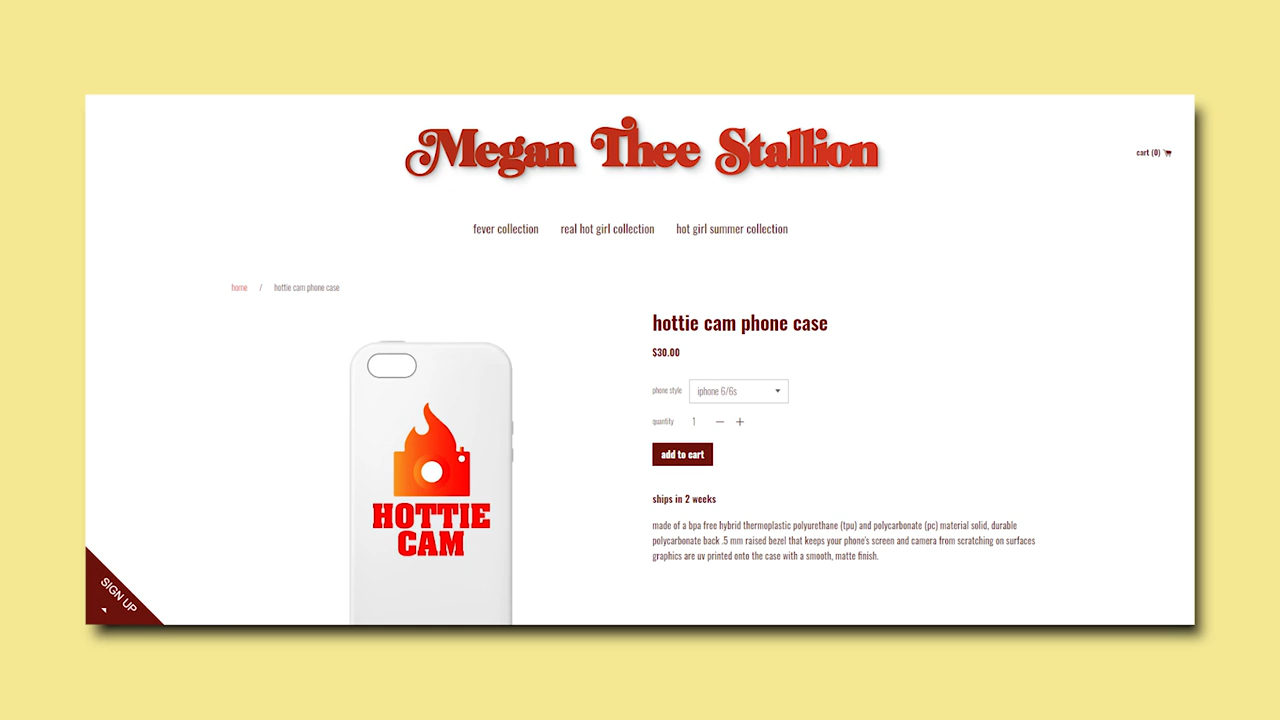 Megan Thee Stallion
cart (0)
fever collection
real hot girl collection
hot girl summer collection
home / hottie cam phone case
hottie cam phone case
$30.00
phone style
iphone 6/6s
quantity
1
add to cart
ships in 2 weeks
made of a bpa free hybrid thermoplastic polyurethane (tpu) and polycarbonate (pc) material solid, durable
polycarbonate back .5 mm raised bezel that keeps your phone's screen and camera from scratching on surfaces
graphics are uv printed onto the case with a smooth, matte finish.
HOTTIE
CAM
SIGN UP